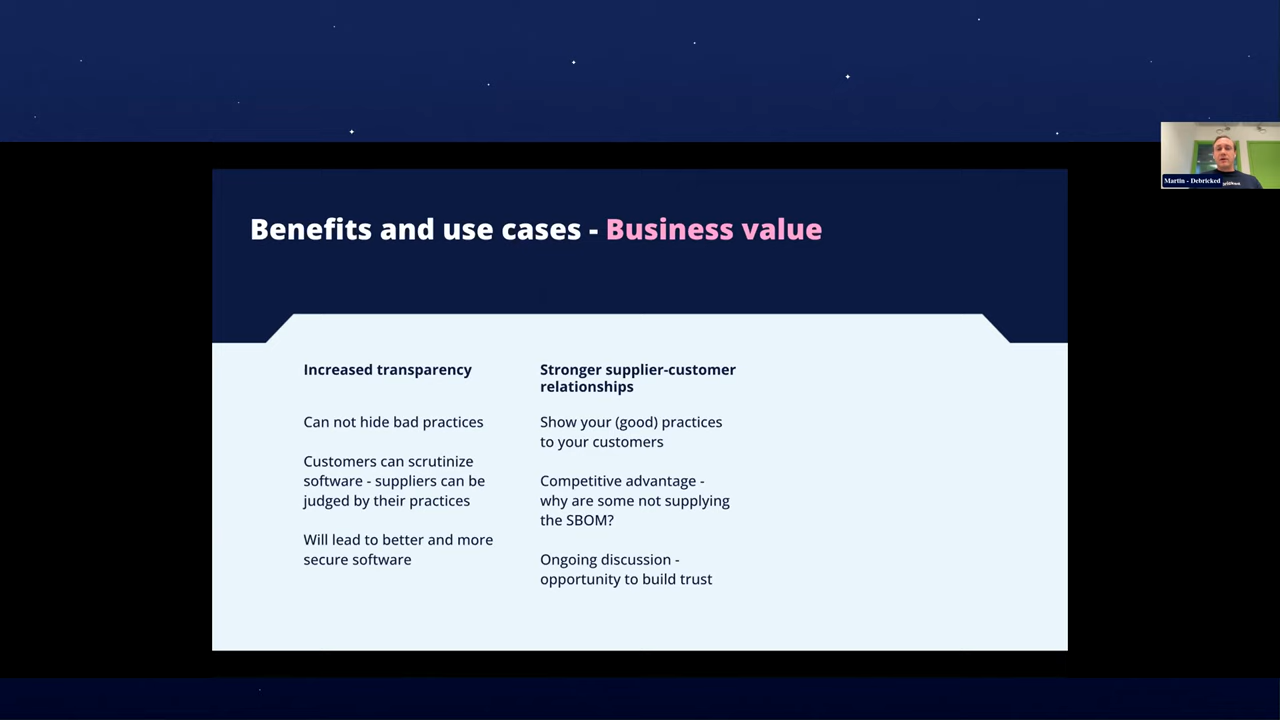 Benefits and use cases - Business value
Increased transparency
Can not hide bad practices
Customers can scrutinize
software - suppliers can be
judged by their practices
Will lead to better and more
secure software
Stronger supplier-customer
relationships
Show your (good) practices
to your customers
Competitive advantage -
why are some not supplying
the SBOM?
Ongoing discussion -
opportunity to build trust
Martin - Debricked